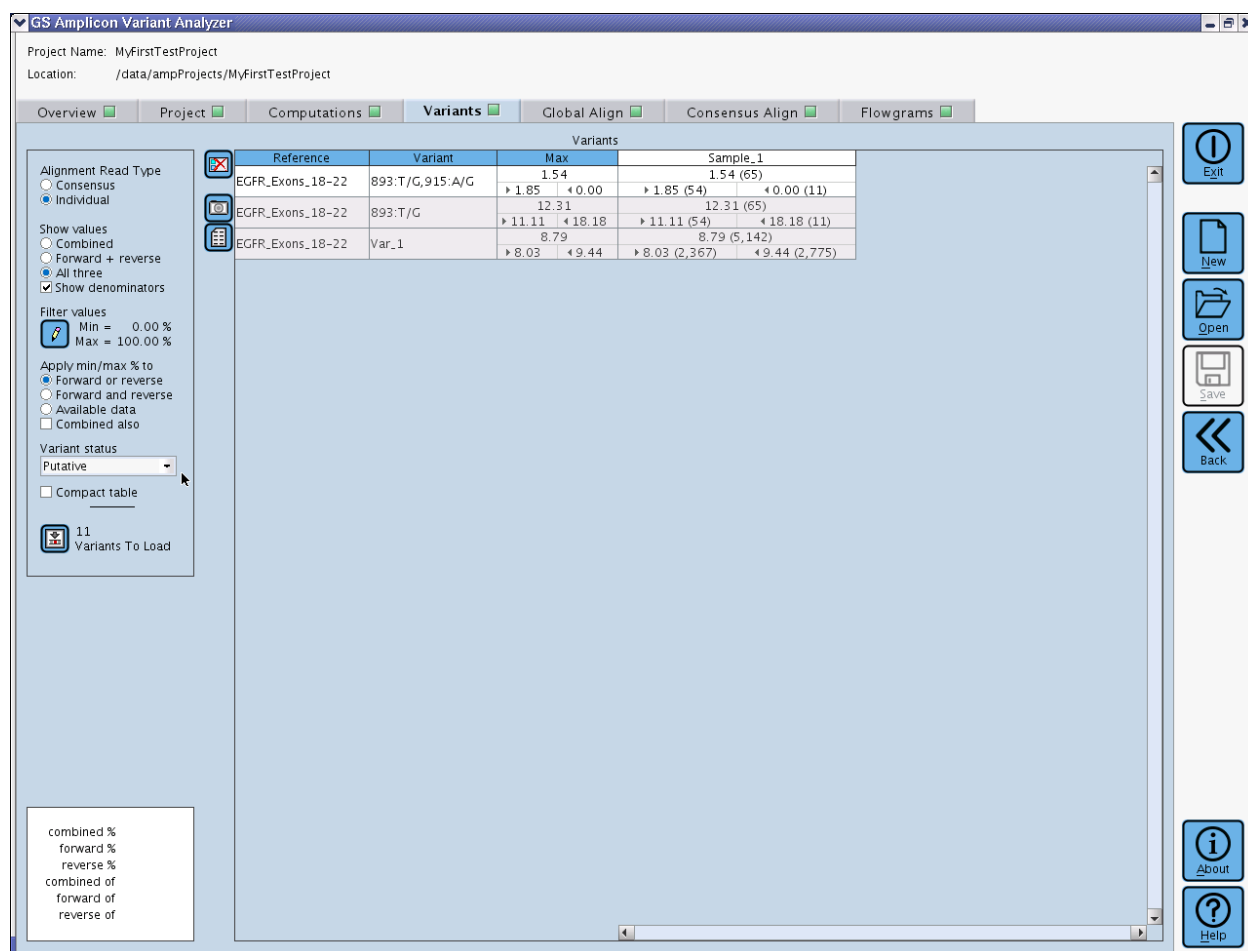 GS Amplicon Variant Analyzer
Project Name: MyFirstTestProject
Location: /data/ampProjects/MyFirstTestProject
Overview Project Computations Variants Global Align Consensus Align Flowgrams
Variants
Alignment Read Type
Consensus
Individual
Show values
Combined
Forward + reverse
All three
Show denominators
Filter values
Min = 0.00 %
Max = 100.00 %
Apply min/max % to
Forward or reverse
Forward and reverse
Available data
Combined also
Variant status
Putative
Compact table
11
Variants To Load
combined %
forward %
reverse %
combined of
forward of
reverse of
Reference Variant Max Sample_1
EGFR_Exons_18-22 893:T/G,915:A/G 1.54 1.54 (65)
1.85 0.00 1.85 (54) 0.00 (11)
EGFR_Exons_18-22 893:T/G 12.31 12.31 (65)
11.11 18.18 11.11 (54) 18.18 (11)
EGFR_Exons_18-22 Var_1 8.79 8.79 (5,142)
8.03 9.44 8.03 (2,367) 9.44 (2,775)
Exit
New
Open
Save
Back
About
Help